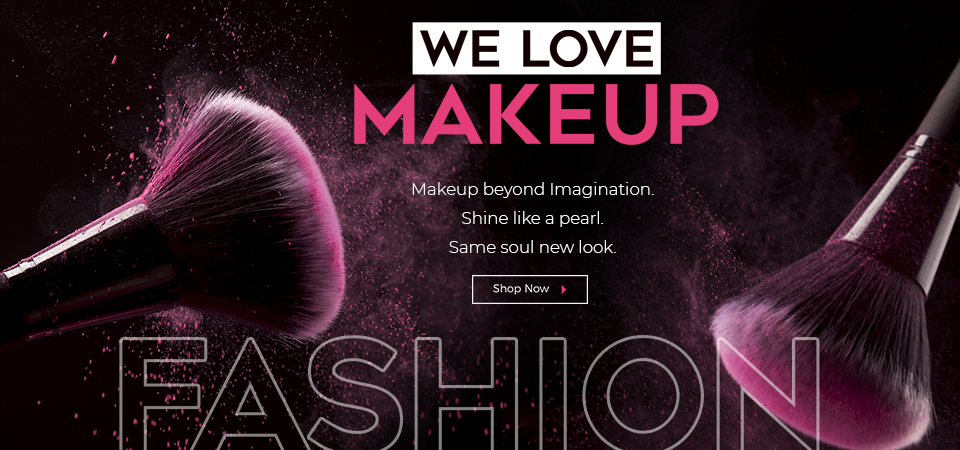 WE LOVE
MAKEUP
Makeup beyond Imagination.
Shine like a pearl.
Same soul new look.
Shop Now
FASHION